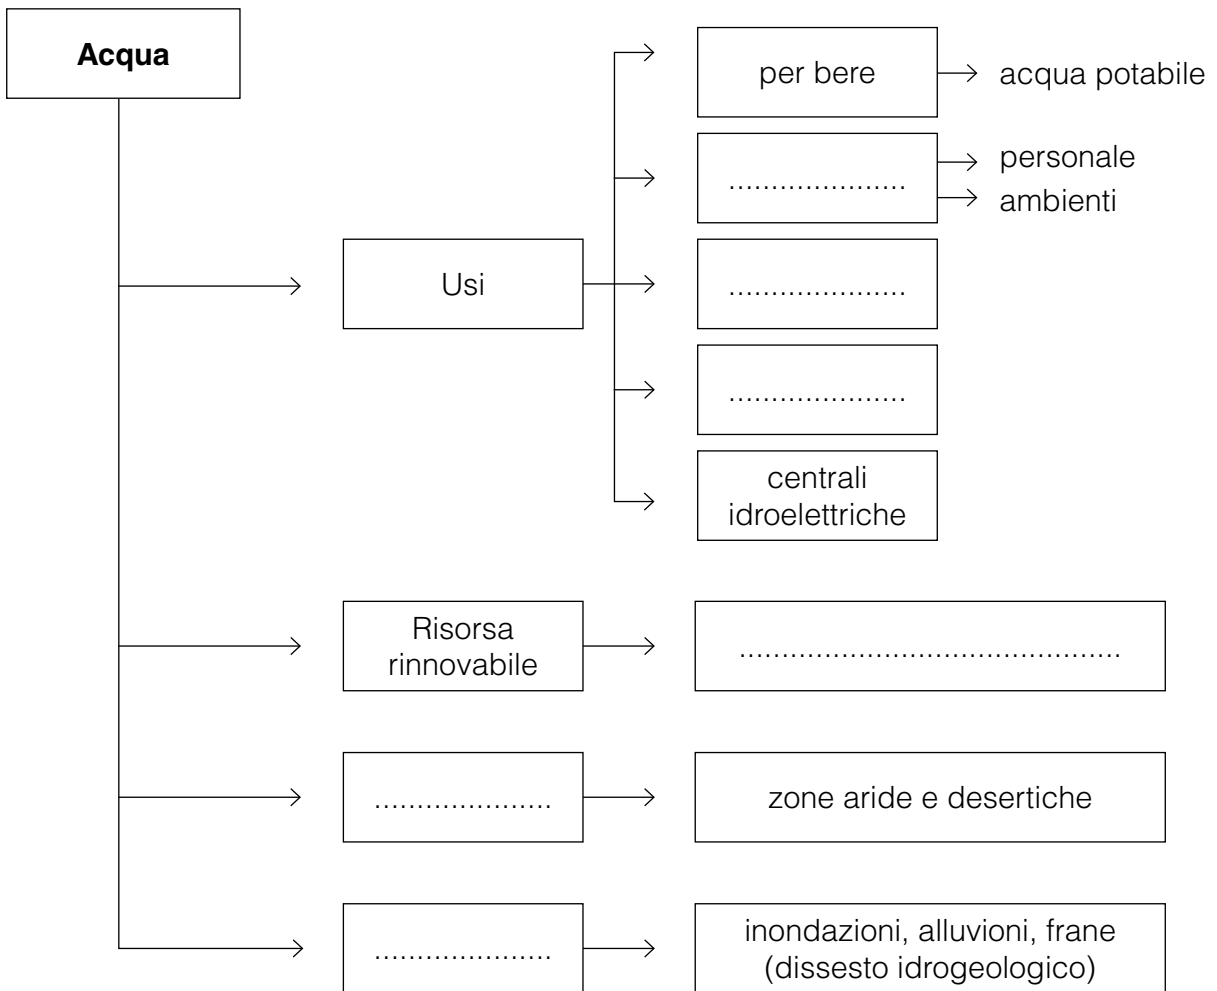 Acqua
per bere
acqua potabile
.....................
personale
ambienti
Usi
.....................
.....................
centrali
idroelettriche
Risorsa
rinnovabile
.............................................
.....................
zone aride e desertiche
.....................
inondazioni, alluvioni, frane
(dissesto idrogeologico)